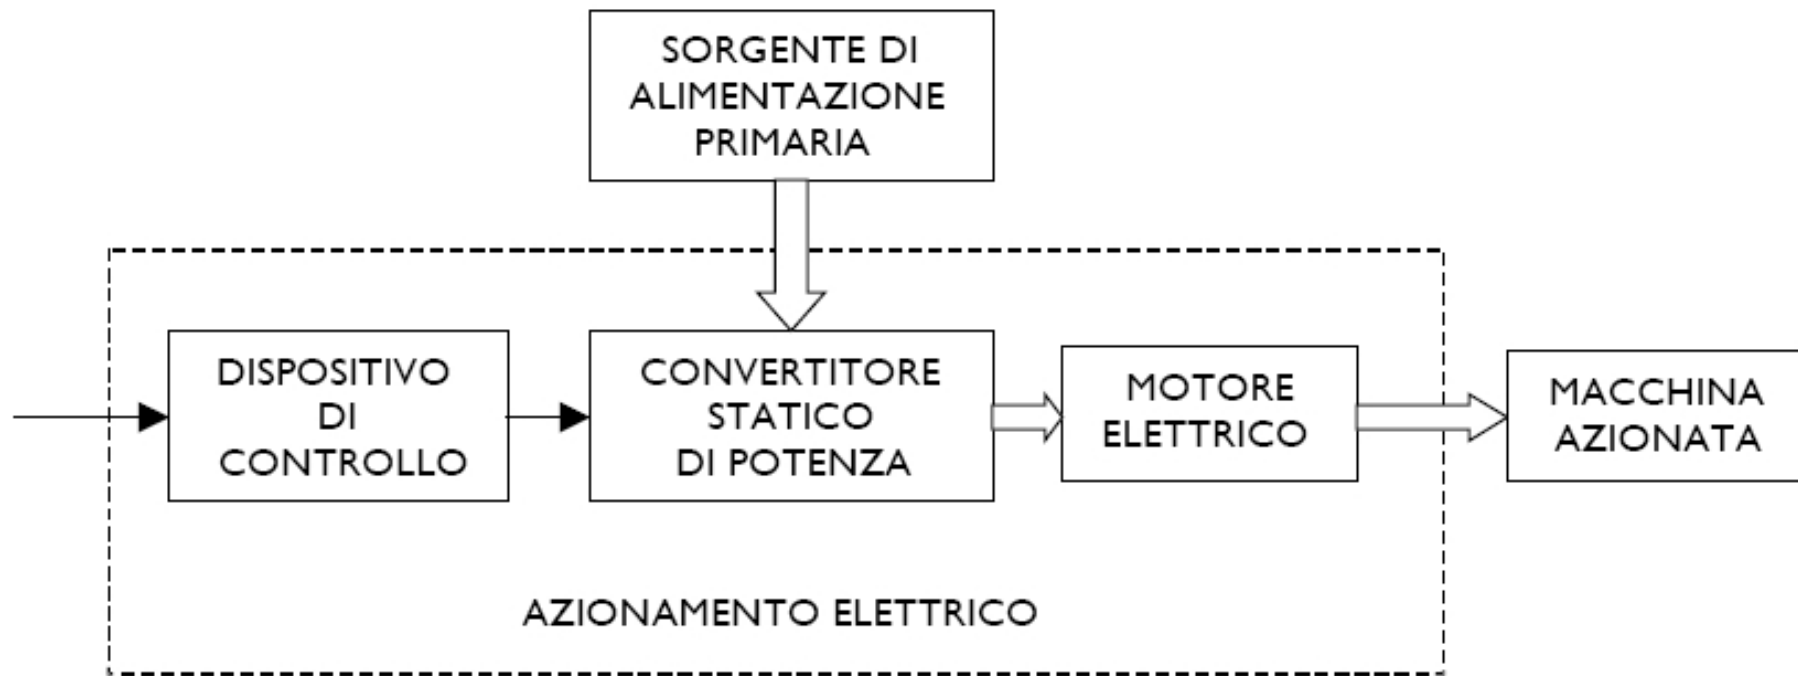 SORGENTE DI
ALIMENTAZIONE
PRIMARIA
DISPOSITIVO
DI
CONTROLLO
CONVERTITORE
STATICO
DI POTENZA
MOTORE
ELETTRICO
MACCHINA
AZIONATA
AZIONAMENTO ELETTRICO